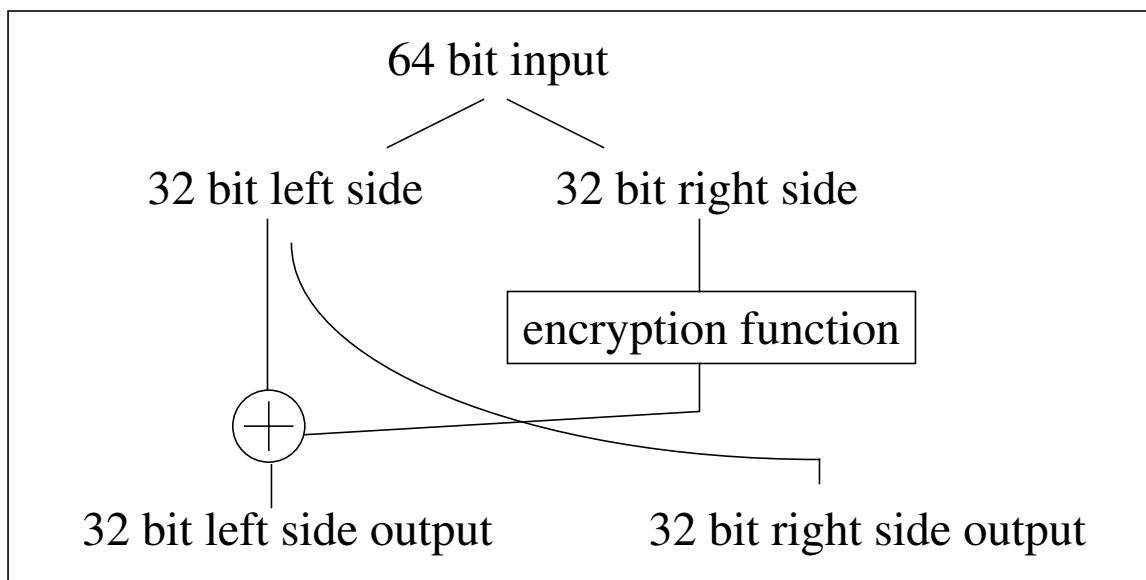 64 bit input
32 bit left side
32 bit right side
encryption function
32 bit left side output
32 bit right side output